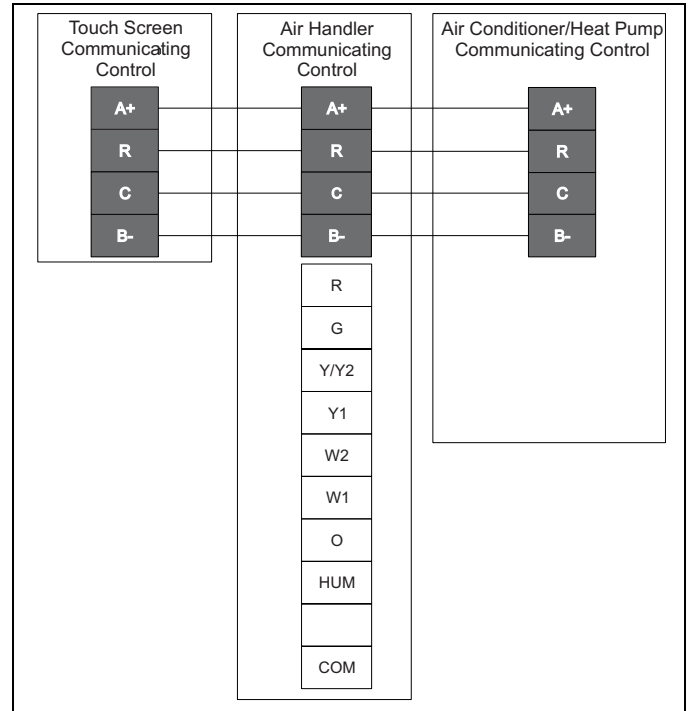 Touch Screen
Communicating
Control
A+
R
C
B-
Air Handler
Communicating
Control
A+
R
C
B-
R
G
Y/Y2
Y1
W2
W1
O
HUM
COM
Air Conditioner/Heat Pump
Communicating Control
A+
R
C
B-